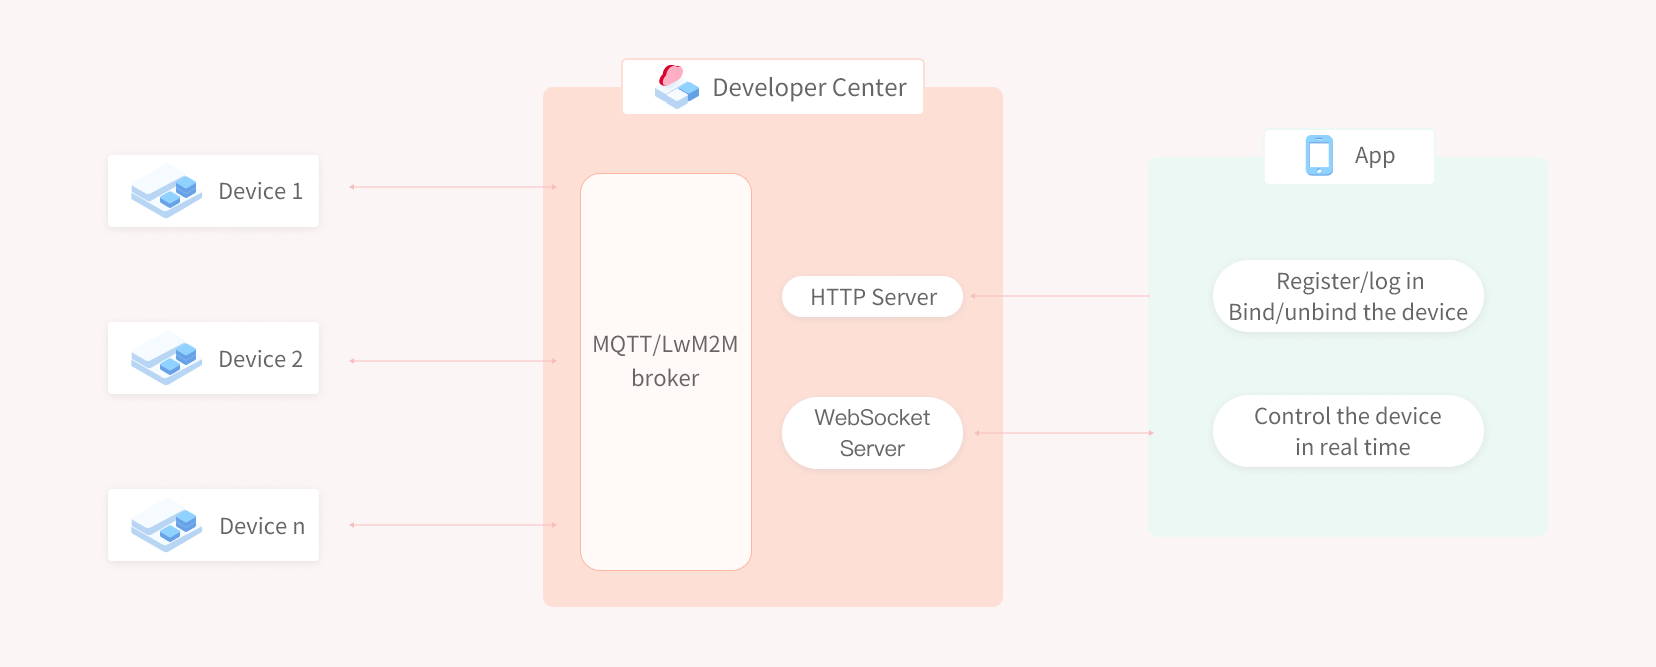 Developer Center
App
Device 1
Device 2
Device n
MQTT/LwM2M
broker
HTTP Server
WebSocket
Server
Register/log in
Bind/unbind the device
Control the device
in real time